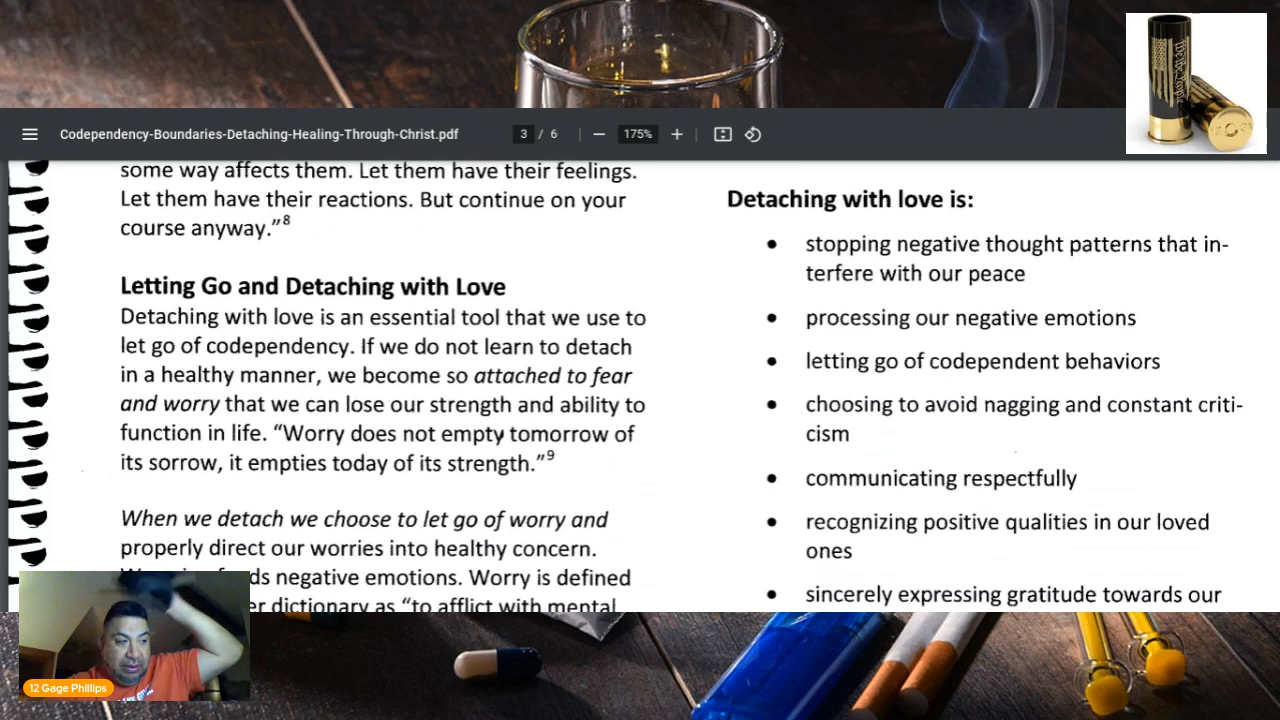 Codependency-Boundaries-Detaching-Healing-Through-Christ.pdf
3 / 6
175%
We the People
some way affects them. Let them have their feelings.
Let them have their reactions. But continue on your
course anyway.”8
Letting Go and Detaching with Love
Detaching with love is an essential tool that we use to
let go of codependency. If we do not learn to detach
in a healthy manner, we become so attached to fear
and worry that we can lose our strength and ability to
function in life. “Worry does not empty tomorrow of
its sorrow, it empties today of its strength.”9
When we detach we choose to let go of worry and
properly direct our worries into healthy concern.
ds negative emotions. Worry is defined
er dictionary as “to afflict with mental
Detaching with love is:
• stopping negative thought patterns that in-
terfere with our peace
• processing our negative emotions
• letting go of codependent behaviors
• choosing to avoid nagging and constant criti-
cism
• communicating respectfully
• recognizing positive qualities in our loved
ones
• sincerely expressing gratitude towards our
12 Gage Phillips